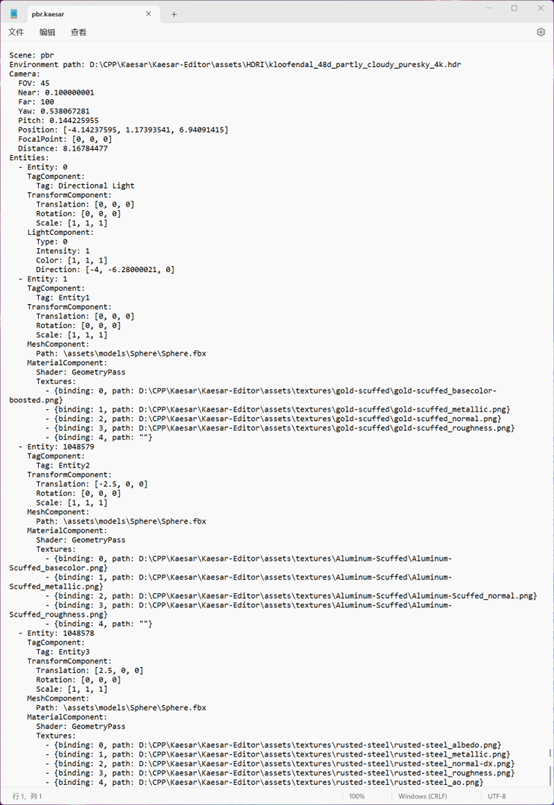 pbr.kaesar
文件 编辑 查看
Scene: pbr
Environment path: D:\CPP\Kaesar\Kaesar-Editor\assets\HDRI\kloofendal_48d_partly_cloudy_puresky_4k.hdr
Camera:
  FOV: 45
  Near: 0.100000001
  Far: 100
  Yaw: 0.538067281
  Pitch: 0.144225955
  Position: [-4.14237595, 1.17393541, 6.94091415]
  FocalPoint: [0, 0, 0]
  Distance: 8.16784477
Entities:
  - Entity: 0
    TagComponent:
      Tag: Directional Light
    TransformComponent:
      Translation: [0, 0, 0]
      Rotation: [0, 0, 0]
      Scale: [1, 1, 1]
    LightComponent:
      Type: 0
      Intensity: 1
      Color: [1, 1, 1]
      Direction: [-4, -6.28000021, 0]
  - Entity: 1
    TagComponent:
      Tag: Entity1
    TransformComponent:
      Translation: [0, 0, 0]
      Rotation: [0, 0, 0]
      Scale: [1, 1, 1]
    MeshComponent:
      Path: \assets\models\Sphere\Sphere.fbx
    MaterialComponent:
      Shader: GeometryPass
      Textures:
        - {binding: 0, path: D:\CPP\Kaesar\Kaesar-Editor\assets\textures\gold-scuffed\gold-scuffed_basecolor-
boosted.png}
        - {binding: 1, path: D:\CPP\Kaesar\Kaesar-Editor\assets\textures\gold-scuffed\gold-scuffed_metallic.png}
        - {binding: 2, path: D:\CPP\Kaesar\Kaesar-Editor\assets\textures\gold-scuffed\gold-scuffed_normal.png}
        - {binding: 3, path: D:\CPP\Kaesar\Kaesar-Editor\assets\textures\gold-scuffed\gold-scuffed_roughness.png}
        - {binding: 4, path: ""}
  - Entity: 1048579
    TagComponent:
      Tag: Entity2
    TransformComponent:
      Translation: [-2.5, 0, 0]
      Rotation: [0, 0, 0]
      Scale: [1, 1, 1]
    MeshComponent:
      Path: \assets\models\Sphere\Sphere.fbx
    MaterialComponent:
      Shader: GeometryPass
      Textures:
        - {binding: 0, path: D:\CPP\Kaesar\Kaesar-Editor\assets\textures\Aluminum-Scuffed\Aluminum-
Scuffed_basecolor.png}
        - {binding: 1, path: D:\CPP\Kaesar\Kaesar-Editor\assets\textures\Aluminum-Scuffed\Aluminum-
Scuffed_metallic.png}
        - {binding: 2, path: D:\CPP\Kaesar\Kaesar-Editor\assets\textures\Aluminum-Scuffed\Aluminum-Scuffed_normal.png}
        - {binding: 3, path: D:\CPP\Kaesar\Kaesar-Editor\assets\textures\Aluminum-Scuffed\Aluminum-
Scuffed_roughness.png}
        - {binding: 4, path: ""}
  - Entity: 1048578
    TagComponent:
      Tag: Entity3
    TransformComponent:
      Translation: [2.5, 0, 0]
      Rotation: [0, 0, 0]
      Scale: [1, 1, 1]
    MeshComponent:
      Path: \assets\models\Sphere\Sphere.fbx
    MaterialComponent:
      Shader: GeometryPass
      Textures:
        - {binding: 0, path: D:\CPP\Kaesar\Kaesar-Editor\assets\textures\rusted-steel\rusted-steel_albedo.png}
        - {binding: 1, path: D:\CPP\Kaesar\Kaesar-Editor\assets\textures\rusted-steel\rusted-steel_metallic.png}
        - {binding: 2, path: D:\CPP\Kaesar\Kaesar-Editor\assets\textures\rusted-steel\rusted-steel_normal-dx.png}
        - {binding: 3, path: D:\CPP\Kaesar\Kaesar-Editor\assets\textures\rusted-steel\rusted-steel_roughness.png}
        - {binding: 4, path: D:\CPP\Kaesar\Kaesar-Editor\assets\textures\rusted-steel\rusted-steel_ao.png}
行 1, 列 1 100% Windows (CRLF) UTF-8